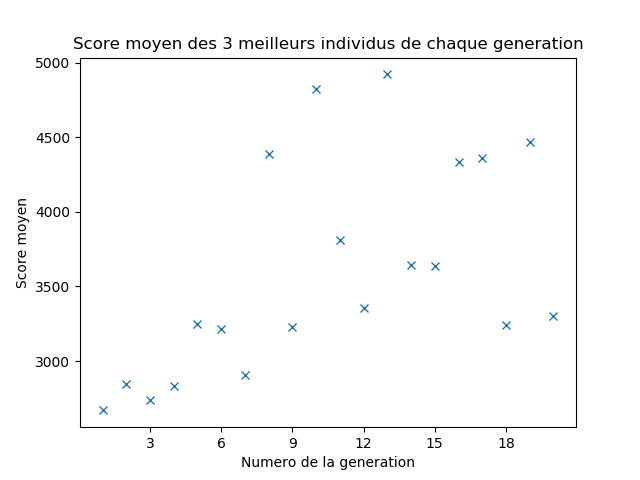 Score moyen des 3 meilleurs individus de chaque generation
5000
4500
4000
3500
3000
Score moyen
3 6 9 12 15 18
Numero de la generation